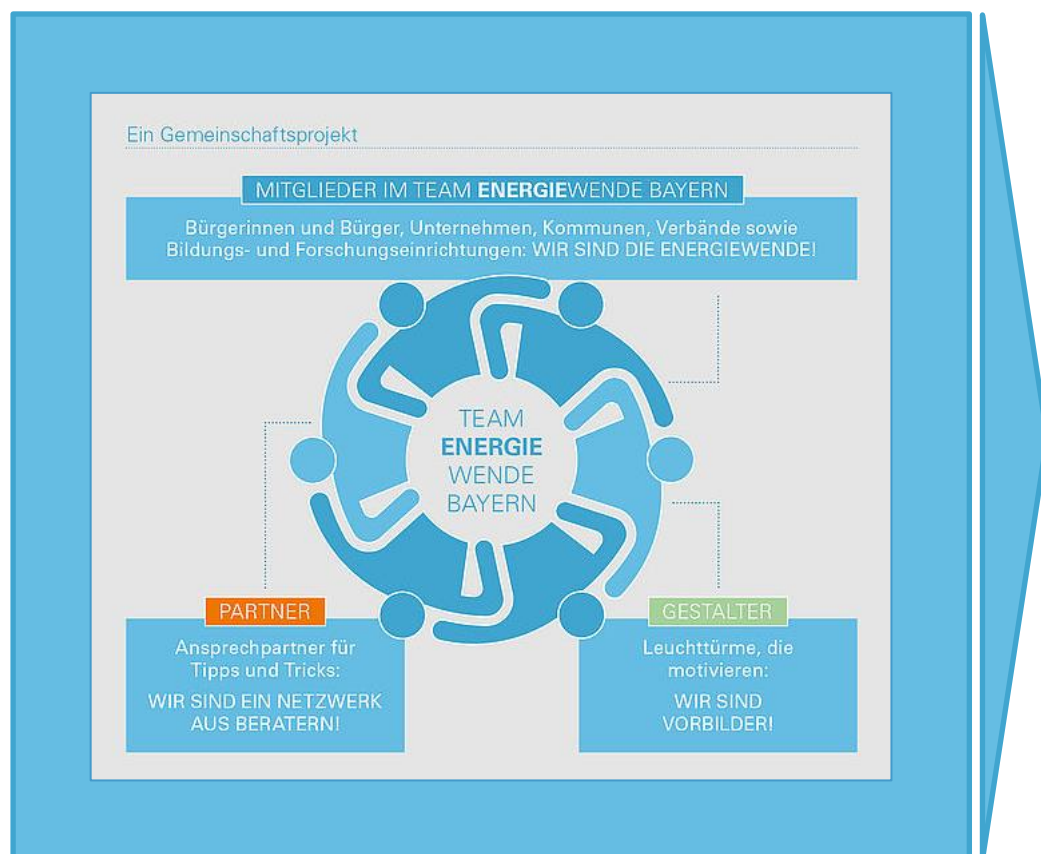 Ein Gemeinschaftsprojekt
MITGLIEDER IM TEAM ENERGIEWENDE BAYERN
Bürgerinnen und Bürger, Unternehmen, Kommunen, Verbände sowie
Bildungs- und Forschungseinrichtungen: WIR SIND DIE ENERGIEWENDE!
TEAM
ENERGIE
WENDE
BAYERN
PARTNER
Ansprechpartner für
Tipps und Tricks:
WIR SIND EIN NETZWERK
AUS BERATERN!
GESTALTER
Leuchttürme, die
motivieren:
WIR SIND
VORBILDER!